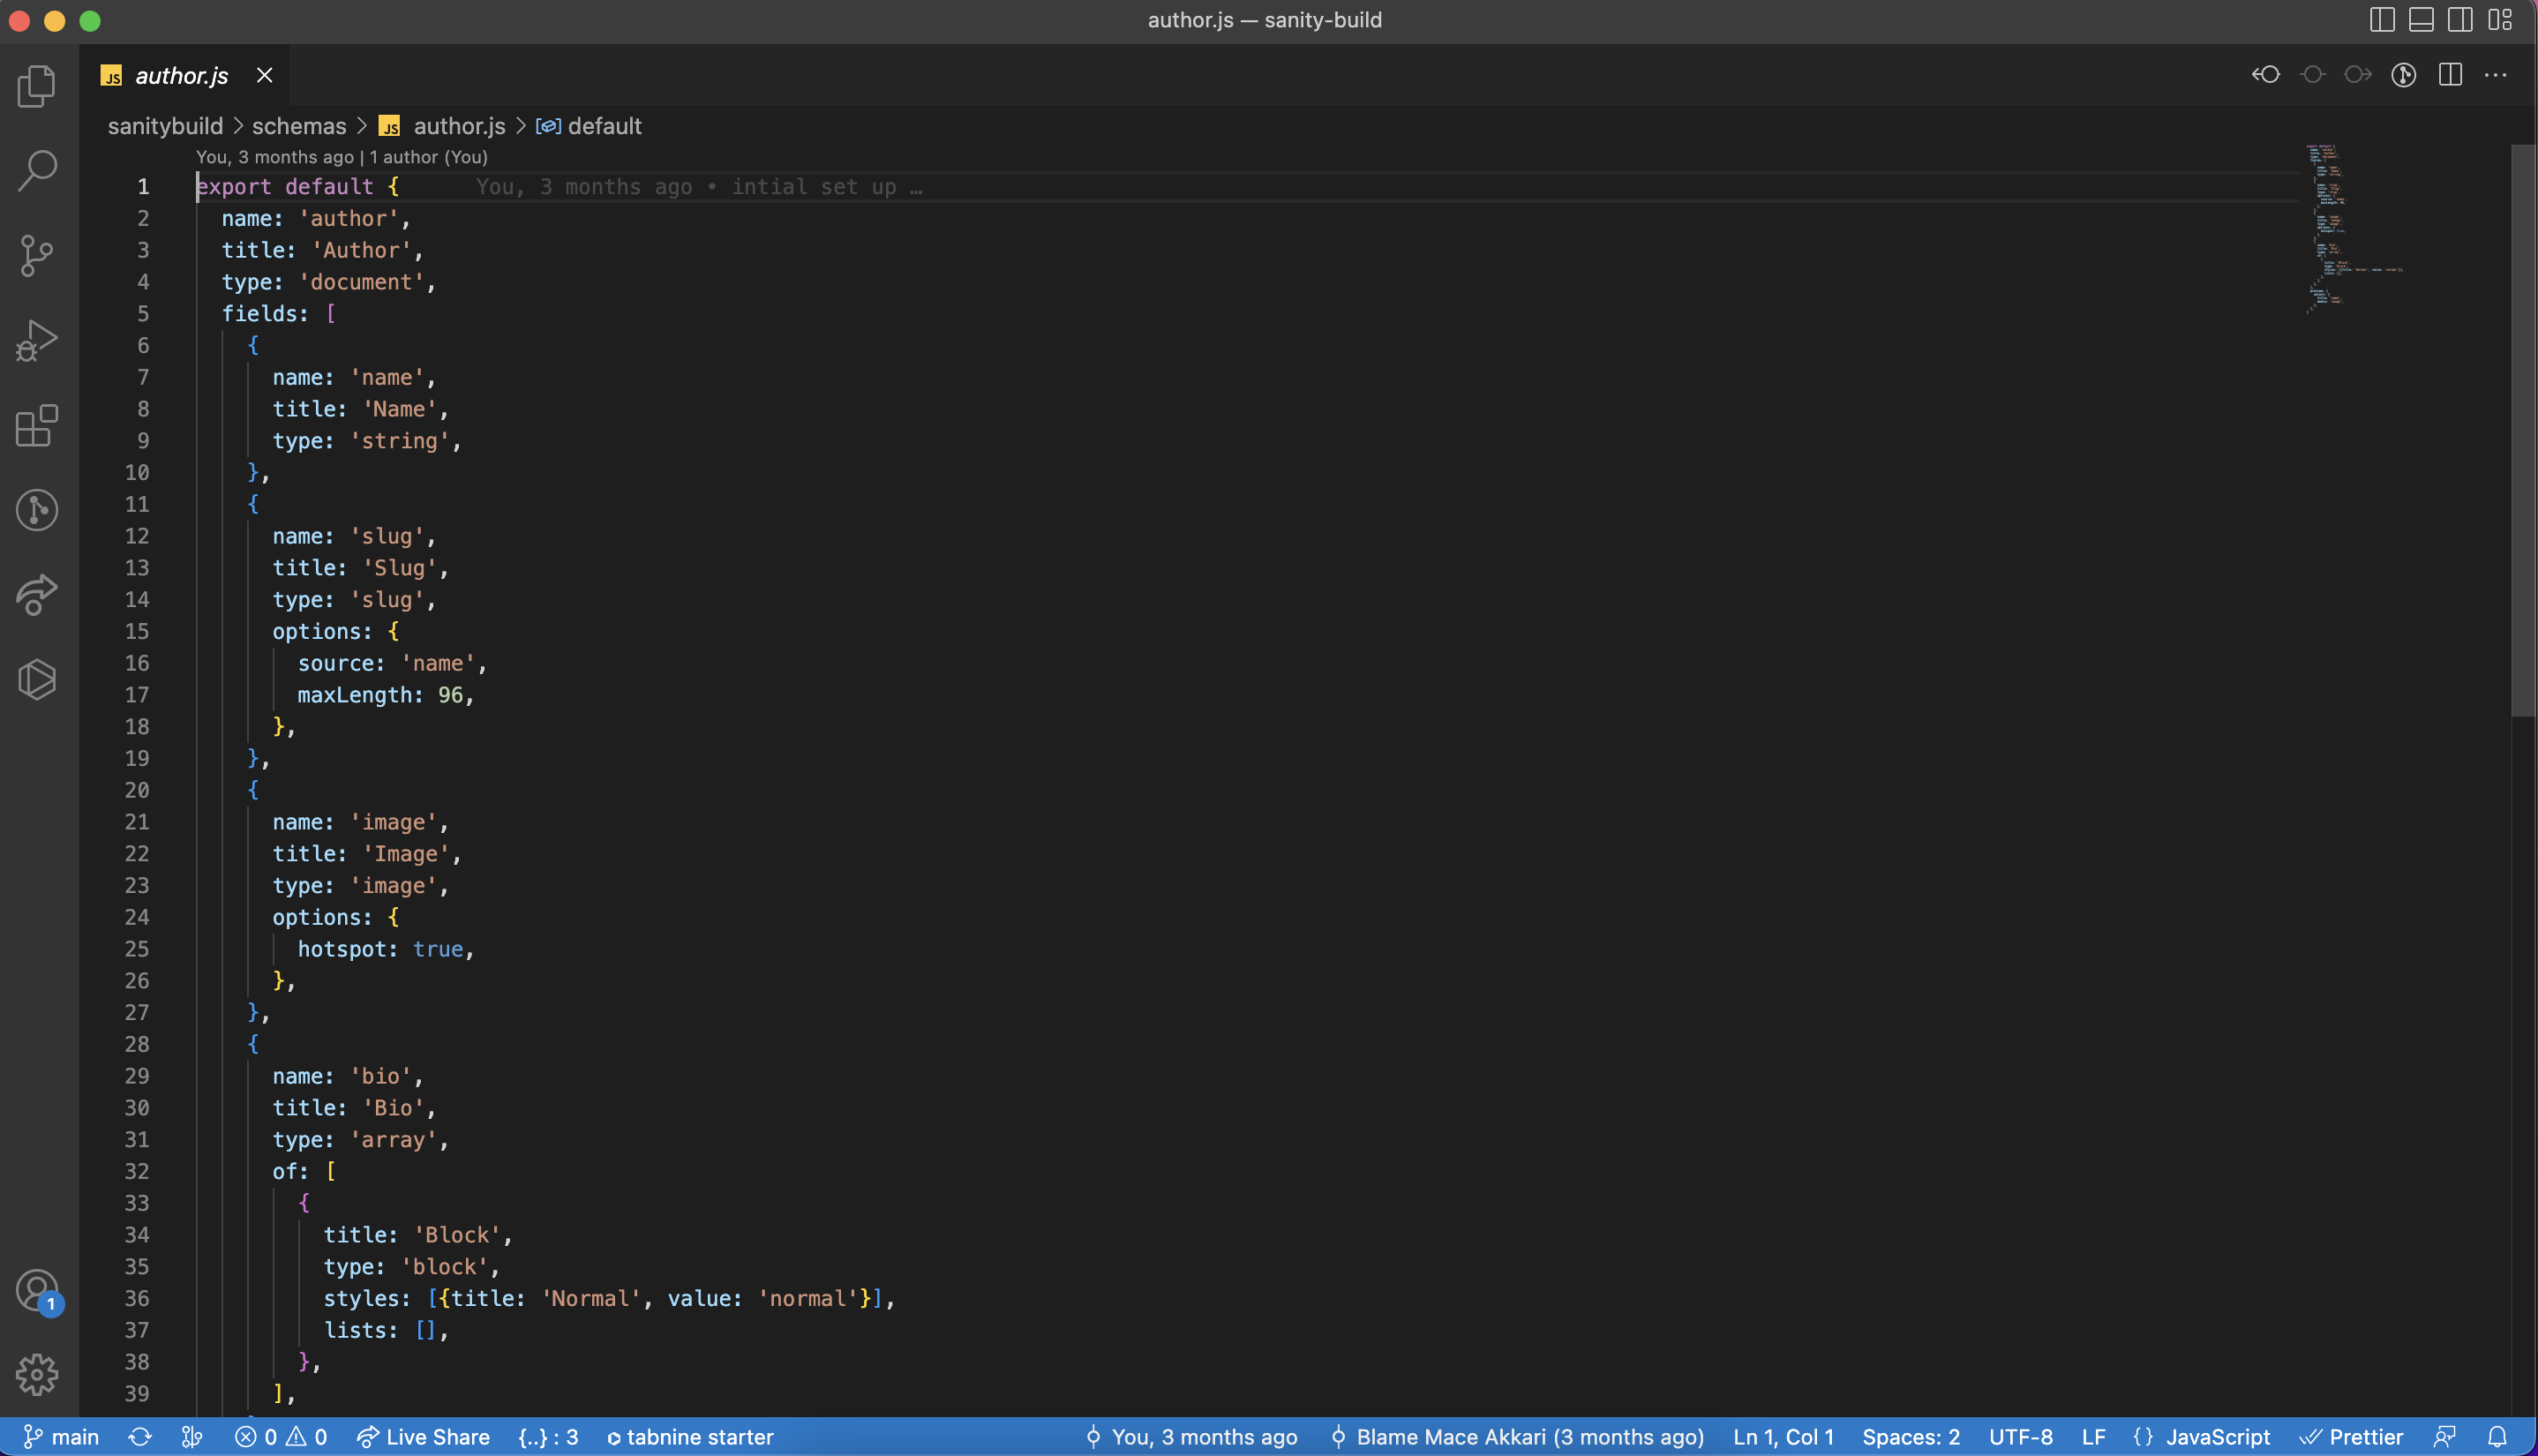 author.js — sanity-build
JS author.js
sanitybuild > schemas > JS author.js > default
You, 3 months ago | 1 author (You)
1 export default { You, 3 months ago • intial set up …
2 name: 'author',
3 title: 'Author',
4 type: 'document',
5 fields: [
6 {
7 name: 'name',
8 title: 'Name',
9 type: 'string',
10 },
11 {
12 name: 'slug',
13 title: 'Slug',
14 type: 'slug',
15 options: {
16 source: 'name',
17 maxLength: 96,
18 },
19 },
20 {
21 name: 'image',
22 title: 'Image',
23 type: 'image',
24 options: {
25 hotspot: true,
26 },
27 },
28 {
29 name: 'bio',
30 title: 'Bio',
31 type: 'array',
32 of: [
33 {
34 title: 'Block',
35 type: 'block',
36 styles: [{title: 'Normal', value: 'normal'}],
37 lists: [],
38 },
39 ],
1
main 0 0 Live Share {..} : 3 tabnine starter You, 3 months ago Blame Mace Akkari (3 months ago) Ln 1, Col 1 Spaces: 2 UTF-8 LF {} JavaScript Prettier